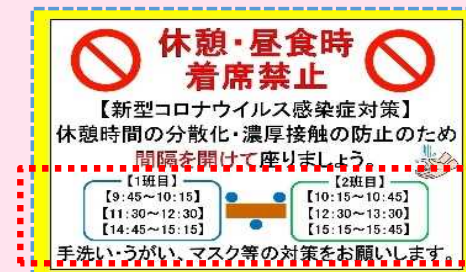 休憩・昼食時
着席禁止
【新型コロナウイルス感染症対策】
休憩時間の分散化・濃厚接触の防止のため
間隔を開けて座りましょう。
【1班目】
【9:45~10:15】
【11:30~12:30】
【14:45~15:15】
【2班目】
【10:15~10:45】
【12:30~13:30】
【15:15~15:45】
手洗い・うがい、マスク等の対策をお願いします。